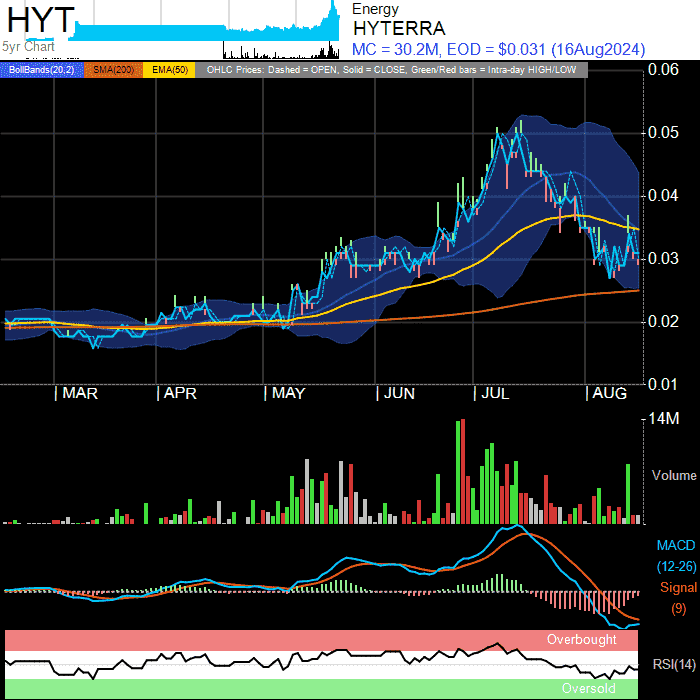 HYT
5yr Chart
Energy
HYTERRA
MC = 30.2M, EOD = $0.031 (16Aug2024)
BollBands(20,2) SMA(200) EMA(50) OHLC Prices: Dashed = OPEN, Solid = CLOSE, Green/Red bars = Intra-day HIGH/LOW
0.06
0.05
0.04
0.03
0.02
0.01
| MAR | APR | MAY | JUN | JUL | AUG
14M
Volume
MACD
(12-26)
Signal
(9)
Overbought
RSI(14)
Oversold